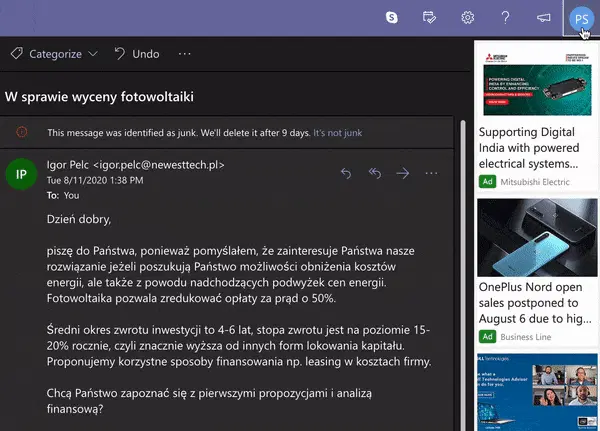 PS
Categorize
Undo
W sprawie wyceny fotowoltaiki
This message was identified as junk. We'll delete it after 9 days. It's not junk
IP
Igor Pelc <igor.pelc@newesttech.pl>
Tue 8/11/2020 1:38 PM
To: You
Dzień dobry,
piszę do Państwa, ponieważ pomyślałem, że zainteresuje Państwa nasze
rozwiązanie jeżeli poszukują Państwo możliwości obniżenia kosztów
energii, ale także z powodu nadchodzących podwyżek cen energii.
Fotowoltaika pozwala zredukować opłaty za prąd o 50%.
Średni okres zwrotu inwestycji to 4-6 lat, stopa zwrotu jest na poziomie 15-
20% rocznie, czyli znacznie wyższa od innych form lokowania kapitału.
Proponujemy korzystne sposoby finansowania np. leasing w kosztach firmy.
Chcą Państwo zapoznać się z pierwszymi propozycjami i analizą
finansową?
POWERING DIGITAL
INDIA BY ENHANCING
CONTROL AND EFFICIENCY
Supporting Digital
India with powered
electrical systems...
Ad Mitsubishi Electric
OnePlus Nord open
sales postponed to
August 6 due to hig...
Ad Business Line